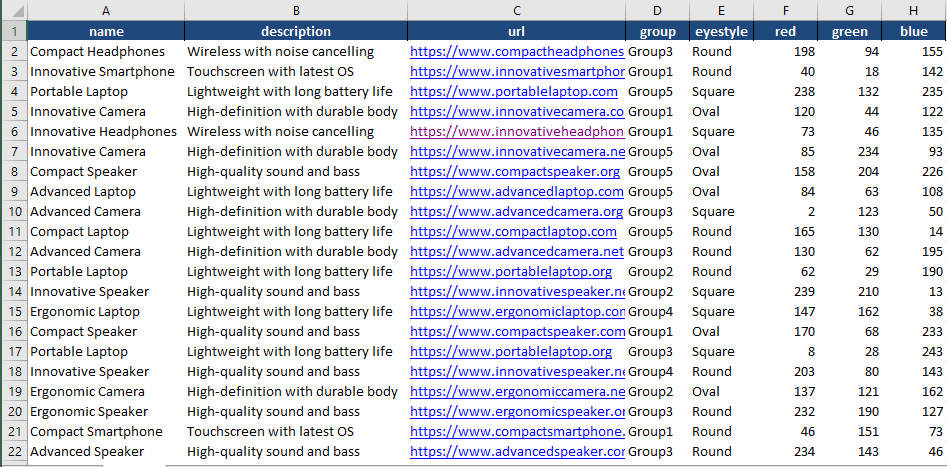 A B C D E F G H
1 name description url group eyestyle red green blue
2 Compact Headphones Wireless with noise cancelling https://www.compactheadphones Group3 Round 198 94 155
3 Innovative Smartphone Touchscreen with latest OS https://www.innovativesmartphor Group1 Round 40 18 142
4 Portable Laptop Lightweight with long battery life https://www.portablelaptop.com Group5 Square 238 132 235
5 Innovative Camera High-definition with durable body https://www.innovativecamera.co Group1 Oval 120 44 122
6 Innovative Headphones Wireless with noise cancelling https://www.innovativeheadphon Group1 Square 73 46 135
7 Innovative Camera High-definition with durable body https://www.innovativecamera.ne Group5 Oval 85 234 93
8 Compact Speaker High-quality sound and bass https://www.compactspeaker.org Group5 Oval 158 204 226
9 Advanced Laptop Lightweight with long battery life https://www.advancedlaptop.com Group5 Oval 84 63 108
10 Advanced Camera High-definition with durable body https://www.advancedcamera.org Group3 Square 2 123 50
11 Compact Laptop Lightweight with long battery life https://www.compactlaptop.com Group5 Round 165 130 14
12 Advanced Camera High-definition with durable body https://www.advancedcamera.net Group3 Round 130 62 195
13 Portable Laptop Lightweight with long battery life https://www.portablelaptop.org Group2 Round 62 29 190
14 Innovative Speaker High-quality sound and bass https://www.innovativespeaker.ne Group2 Square 239 210 13
15 Ergonomic Laptop Lightweight with long battery life https://www.ergonomiclaptop.con Group4 Square 147 162 38
16 Compact Speaker High-quality sound and bass https://www.compactspeaker.com Group1 Oval 170 68 233
17 Portable Laptop Lightweight with long battery life https://www.portablelaptop.org Group3 Square 8 28 243
18 Innovative Speaker High-quality sound and bass https://www.innovativespeaker.ne Group4 Round 203 80 143
19 Ergonomic Camera High-definition with durable body https://www.ergonomiccamera.ne Group2 Oval 137 121 162
20 Ergonomic Speaker High-quality sound and bass https://www.ergonomicspeaker.or Group3 Round 232 190 127
21 Compact Smartphone Touchscreen with latest OS https://www.compactsmartphone. Group1 Round 46 151 73
22 Advanced Speaker High-quality sound and bass https://www.advancedspeaker.cor Group3 Round 234 143 46